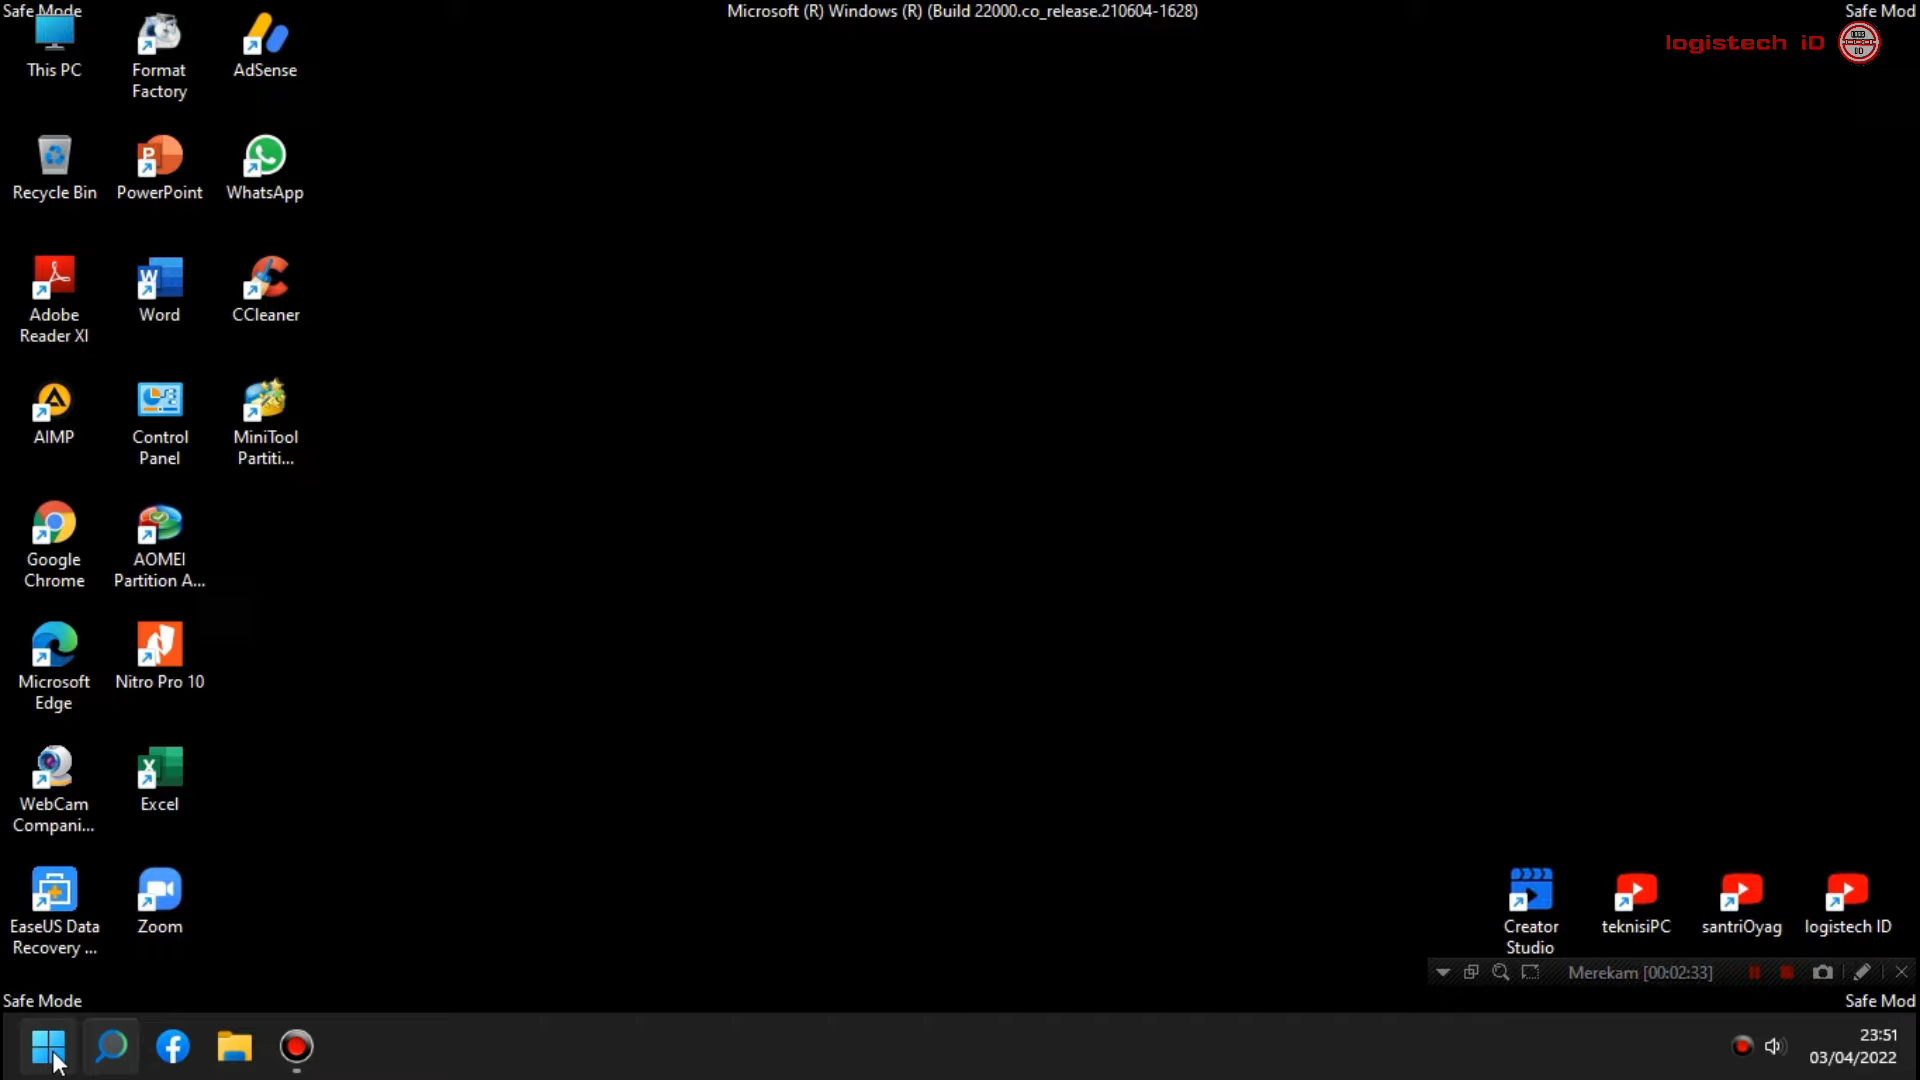 Safe Mode
Microsoft (R) Windows (R) (Build 22000.co_release.210604-1628)
Safe Mod
logistech iD
LOGS
iD
This PC
Format
Factory
AdSense
Recycle Bin
PowerPoint
WhatsApp
Adobe
Reader XI
Word
CCleaner
AIMP
Control
Panel
MiniTool
Partiti...
Google
Chrome
AOMEI
Partition A...
Microsoft
Edge
Nitro Pro 10
WebCam
Compani...
Excel
EaseUS Data
Recovery ...
Zoom
Creator
Studio
teknisiPC
santriOyag
logistech ID
Merekam [00:02:33]
Safe Mode
Safe Mod
23:51
03/04/2022